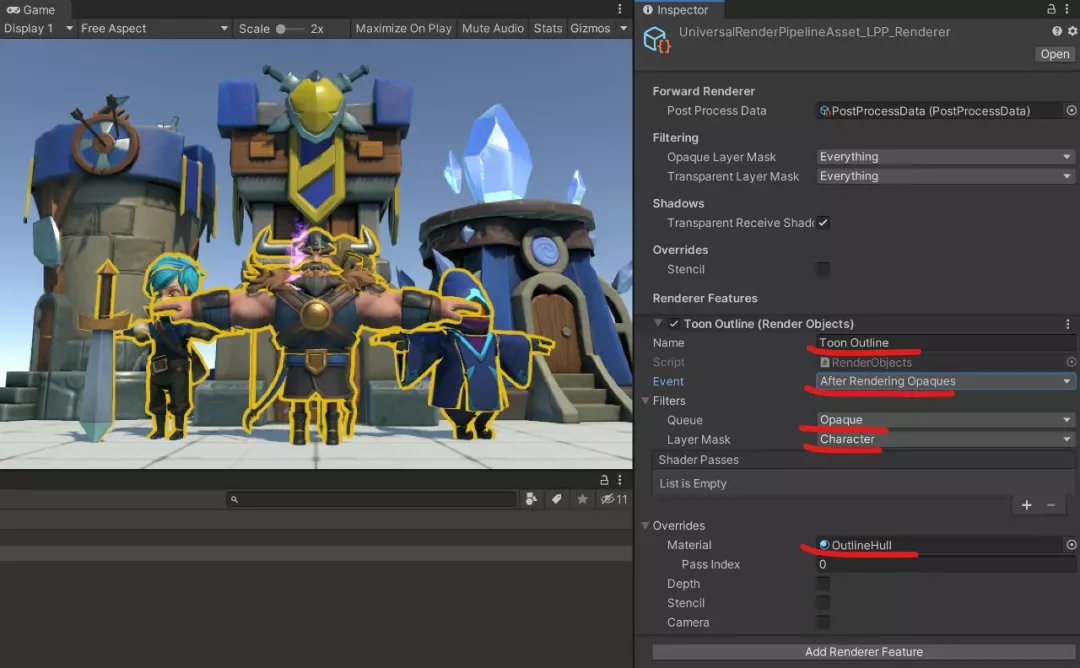 Game
Display 1 Free Aspect Scale 2x Maximize On Play Mute Audio Stats Gizmos
11
Inspector
UniversalRenderPipelineAsset_LPP_Renderer
Open
Forward Renderer
Post Process Data PostProcessData (PostProcessData)
Filtering
Opaque Layer Mask Everything
Transparent Layer Mask Everything
Shadows
Transparent Receive Shado
Overrides
Stencil
Renderer Features
Toon Outline (Render Objects)
Name Toon Outline
Script RenderObjects
Event After Rendering Opaques
Filters
Queue Opaque
Layer Mask Character
Shader Passes
List is Empty
Overrides
Material OutlineHull
Pass Index 0
Depth
Stencil
Camera
Add Renderer Feature